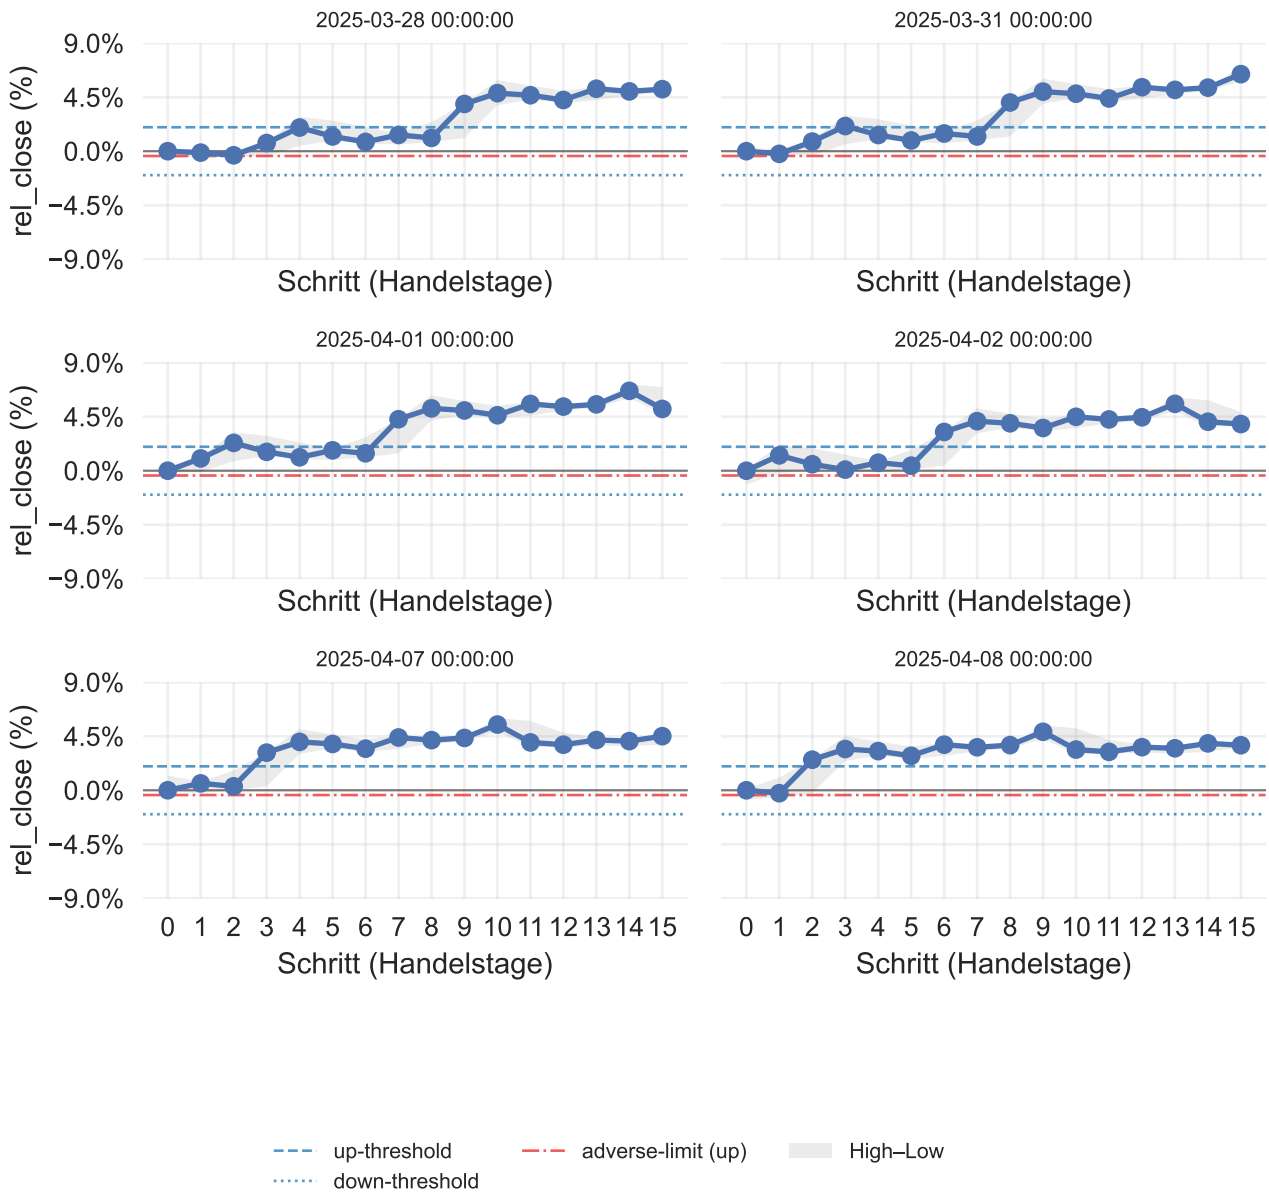 2025-03-28 00:00:00
2025-03-31 00:00:00
9.0%
4.5%
0.0%
−4.5%
−9.0%
rel_close (%)
Schritt (Handelstage)
Schritt (Handelstage)
2025-04-01 00:00:00
2025-04-02 00:00:00
9.0%
4.5%
0.0%
−4.5%
−9.0%
rel_close (%)
Schritt (Handelstage)
Schritt (Handelstage)
2025-04-07 00:00:00
2025-04-08 00:00:00
9.0%
4.5%
0.0%
−4.5%
−9.0%
rel_close (%)
0 1 2 3 4 5 6 7 8 9 10 11 12 13 14 15
0 1 2 3 4 5 6 7 8 9 10 11 12 13 14 15
Schritt (Handelstage)
Schritt (Handelstage)
up-threshold
adverse-limit (up)
High–Low
down-threshold